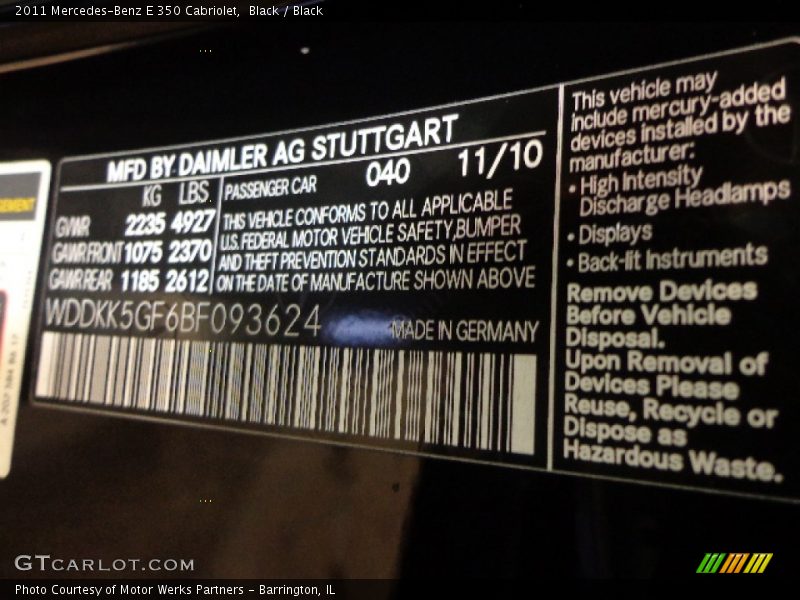 2011 Mercedes-Benz E 350 Cabriolet, Black / Black
MFD BY DAIMLER AG STUTTGART
KG LBS
GVWR 2235 4927
GAWR FRONT 1075 2370
GAWR REAR 1185 2612
PASSENGER CAR 040 11/10
THIS VEHICLE CONFORMS TO ALL APPLICABLE
U.S. FEDERAL MOTOR VEHICLE SAFETY,BUMPER
AND THEFT PREVENTION STANDARDS IN EFFECT
ON THE DATE OF MANUFACTURE SHOWN ABOVE
WDDKK5GF6BF093624
MADE IN GERMANY
This vehicle may
include mercury-added
devices installed by the
manufacturer:
• High Intensity
Discharge Headlamps
• Displays
• Back-lit Instruments
Remove Devices
Before Vehicle
Disposal.
Upon Removal of
Devices Please
Reuse, Recycle or
Dispose as
Hazardous Waste.
GTCARLOT.COM
Photo Courtesy of Motor Werks Partners - Barrington, IL